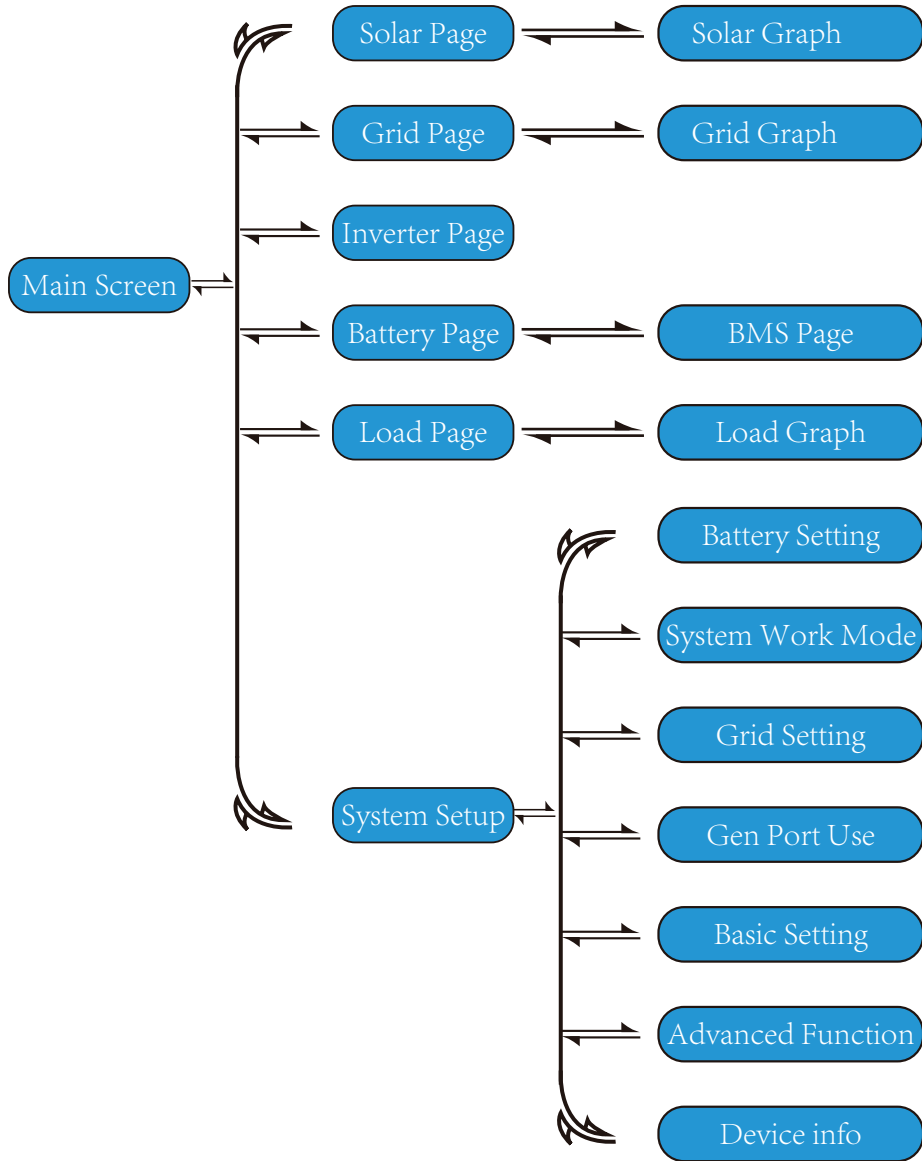 Solar Page
Solar Graph
Grid Page
Grid Graph
Inverter Page
Main Screen
Battery Page
BMS Page
Load Page
Load Graph
Battery Setting
System Work Mode
Grid Setting
System Setup
Gen Port Use
Basic Setting
Advanced Function
Device info